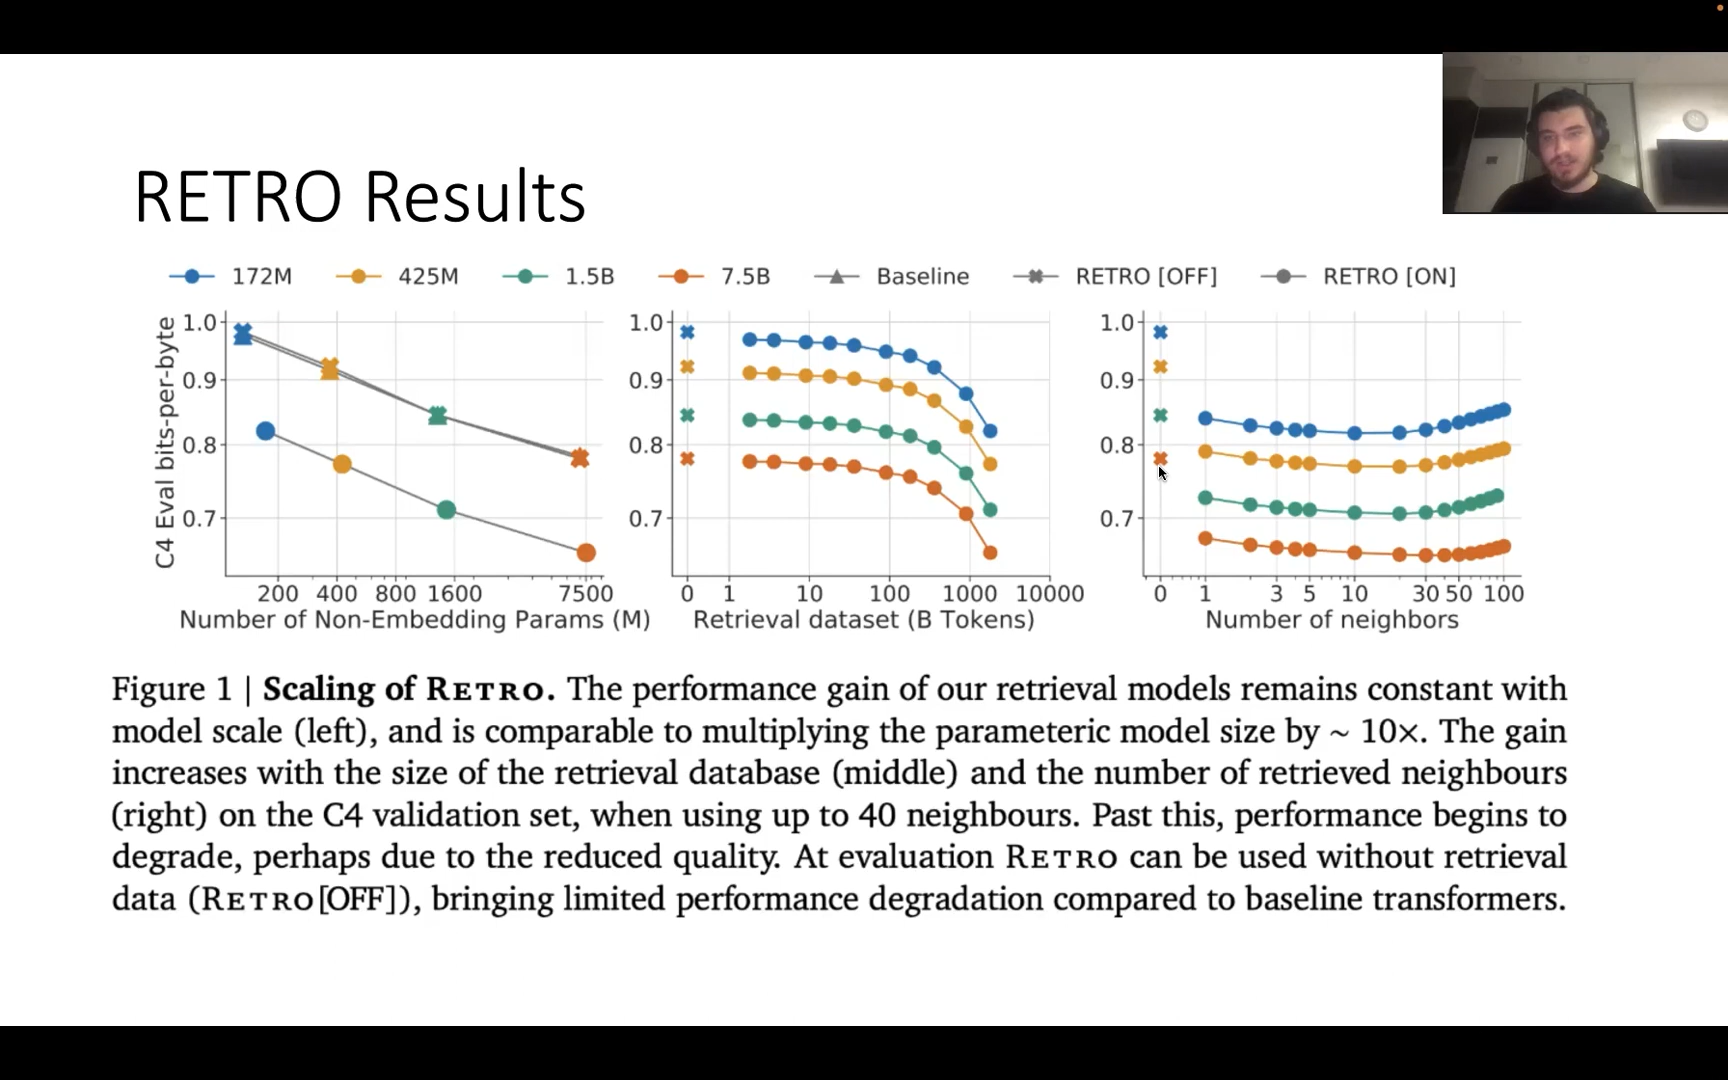 RETRO Results
172M 425M 1.5B 7.5B Baseline RETRO [OFF] RETRO [ON]
C4 Eval bits-per-byte
1.0
0.9
0.8
0.7
200 400 800 1600 7500
Number of Non-Embedding Params (M)
1.0
0.9
0.8
0.7
0 1 10 100 1000 10000
Retrieval dataset (B Tokens)
1.0
0.9
0.8
0.7
0 1 3 5 10 30 50 100
Number of neighbors
Figure 1 | Scaling of RETRO. The performance gain of our retrieval models remains constant with
model scale (left), and is comparable to multiplying the parameteric model size by ~ 10×. The gain
increases with the size of the retrieval database (middle) and the number of retrieved neighbours
(right) on the C4 validation set, when using up to 40 neighbours. Past this, performance begins to
degrade, perhaps due to the reduced quality. At evaluation RETRO can be used without retrieval
data (RETRO[OFF]), bringing limited performance degradation compared to baseline transformers.